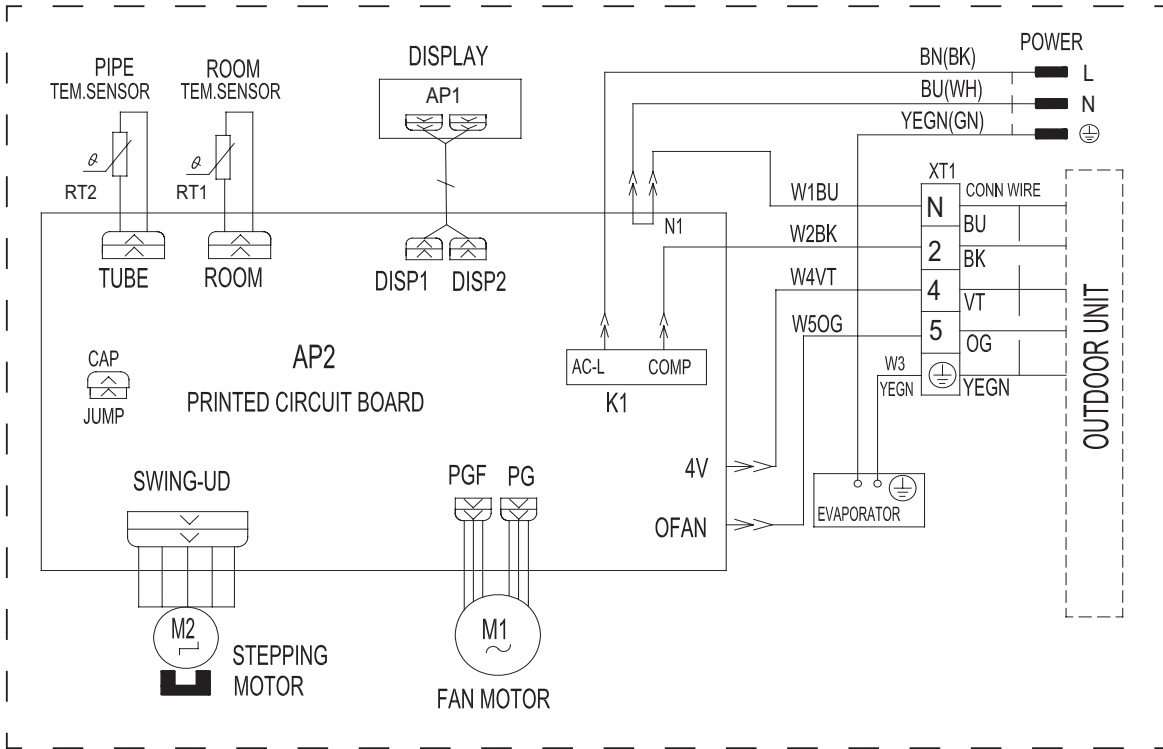 PIPE
TEM.SENSOR
ROOM
TEM.SENSOR
DISPLAY
AP1
POWER
BN(BK)
L
BU(WH)
N
YEGN(GN)
θ
RT2
θ
RT1
XT1
CONN WIRE
W1BU
N
BU
N1
W2BK
2
BK
TUBE
ROOM
DISP1
DISP2
W4VT
4
VT
W5OG
5
OG
OUTDOOR UNIT
CAP
JUMP
AP2
PRINTED CIRCUIT BOARD
AC-L
COMP
K1
W3
YEGN
YEGN
SWING-UD
PGF
PG
4V
OFAN
EVAPORATOR
M2
STEPPING
MOTOR
M1
FAN MOTOR